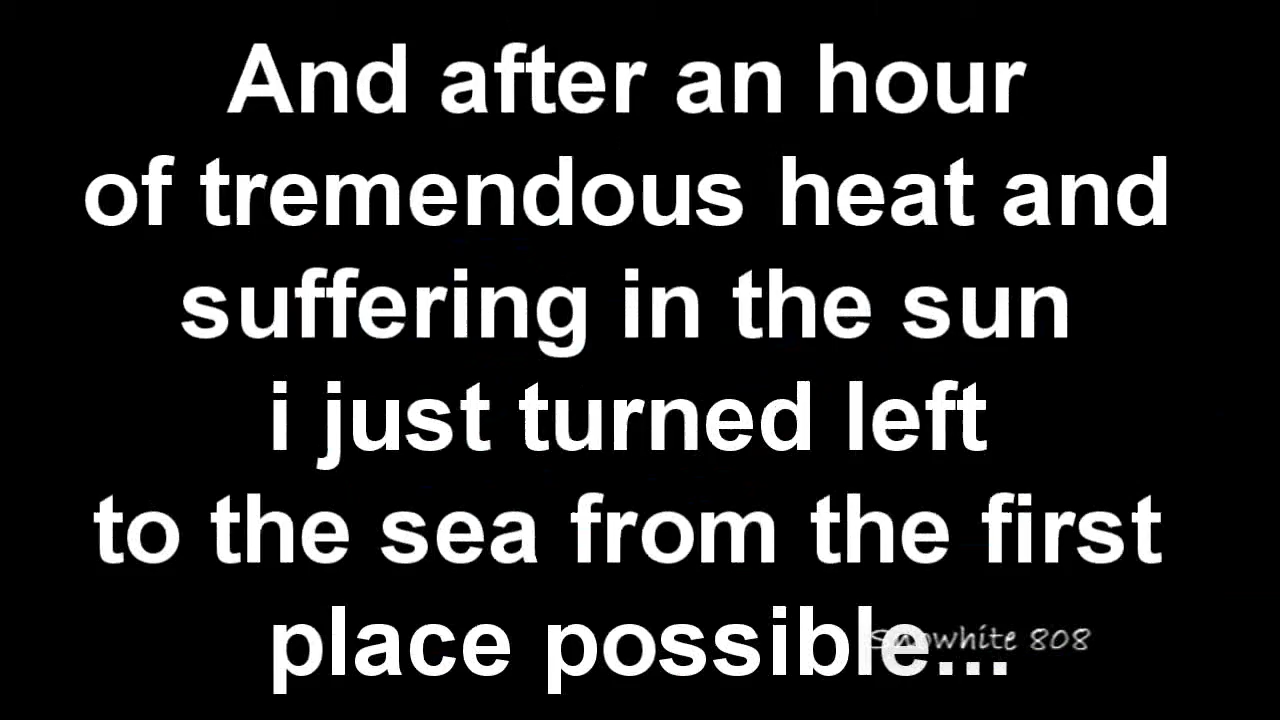 And after an hour
of tremendous heat and
suffering in the sun
i just turned left
to the sea from the first
place possible...
Snowhite 808